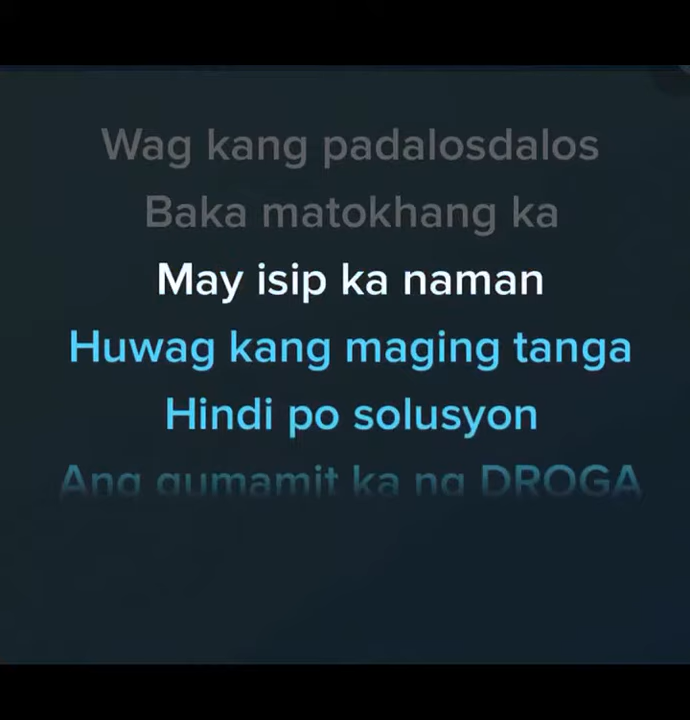 Wag kang padalosdalos
Baka matokhang ka
May isip ka naman
Huwag kang maging tanga
Hindi po solusyon
Ang gumamit ka ng DROGA